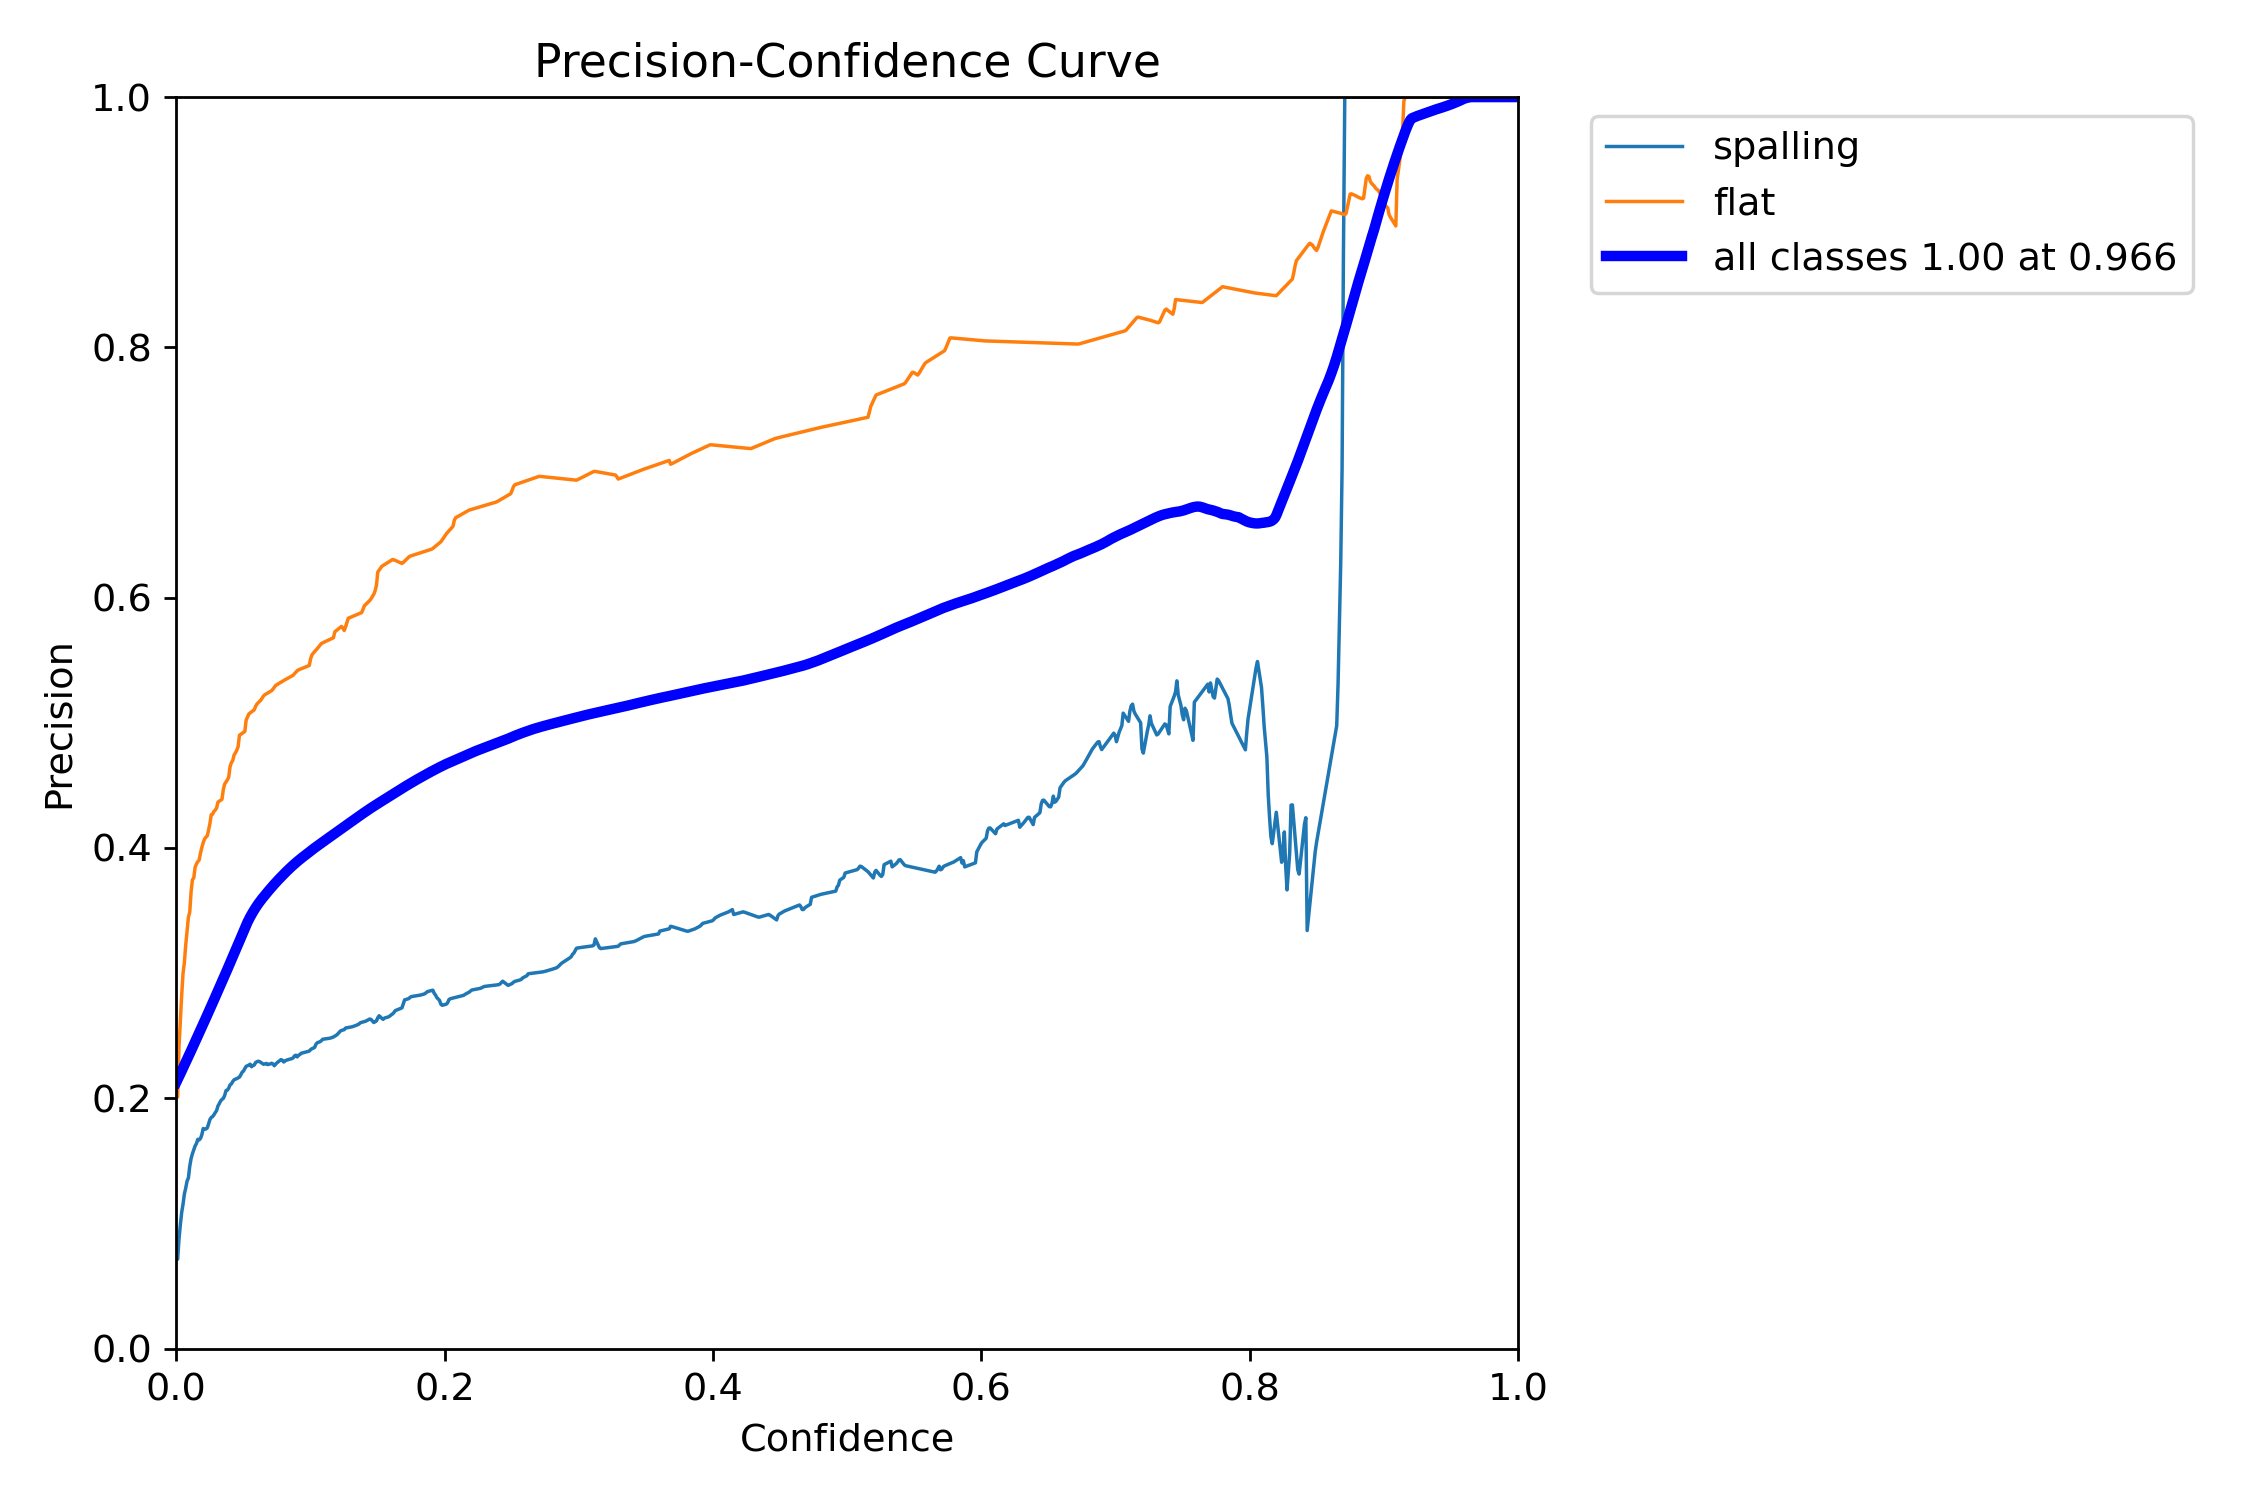 Precision-Confidence Curve
1.0
0.8
0.6
0.4
0.2
0.0
Precision
0.0 0.2 0.4 0.6 0.8 1.0
Confidence
spalling
flat
all classes 1.00 at 0.966